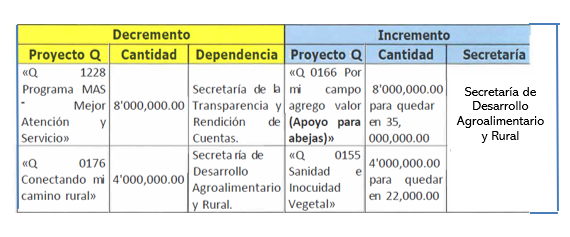 Decremento
Incremento
Proyecto Q
Cantidad
Dependencia
Proyecto Q
Cantidad
Secretaría
«Q 1228
Programa MAS
- Mejor
Atención y
Servicio»
8'000,000.00
Secretaría de la
Transparencia y
Rendición de
Cuentas.
«Q 0166 Por
mi campo
agrego valor
(Apoyo para
abejas)»
8'000,000.00
para quedar
en 35,
000,000.00
Secretaría de
Desarrollo
Agroalimentario
y Rural
«Q 0176
Conectando mi
camino rural»
4'000,000.00
Secretaría de
Desarrollo
Agroalimentario
y Rural.
«Q 0155
Sanidad e
Inocuidad
Vegetal»
4'000,000.00
para quedar
en 22,000.00